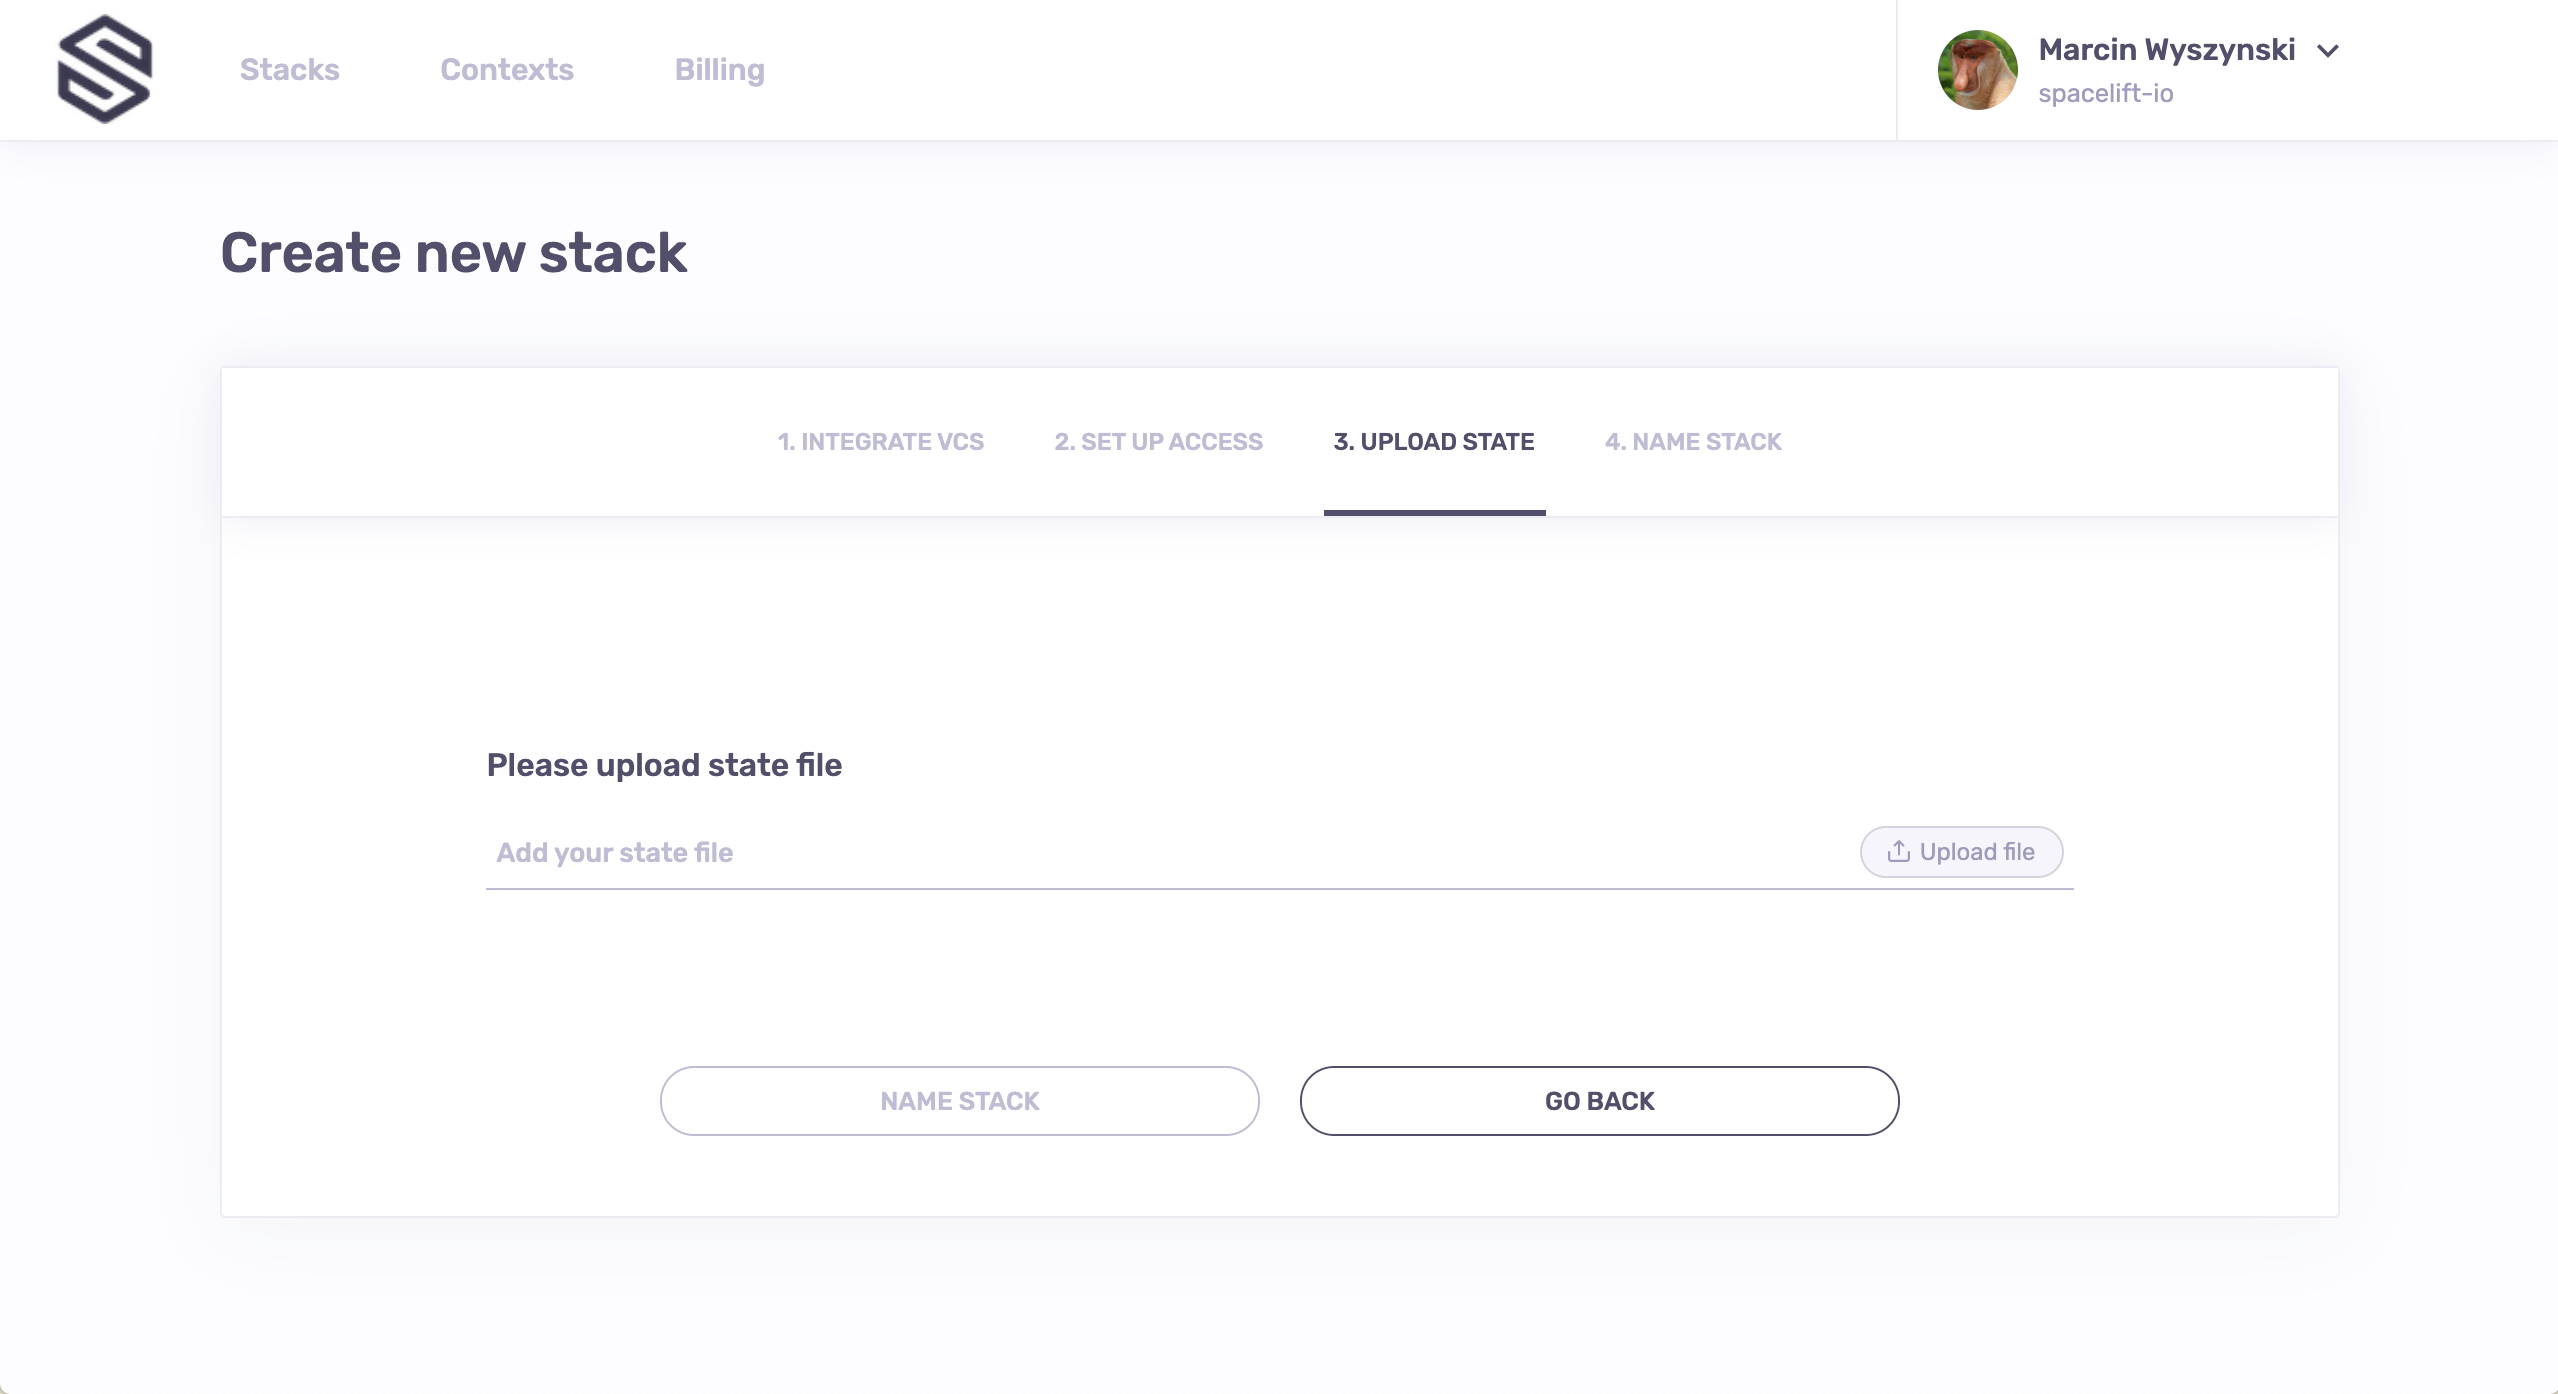 Stacks
Contexts
Billing
Marcin Wyszynski
spacelift-io
Create new stack
1. INTEGRATE VCS
2. SET UP ACCESS
3. UPLOAD STATE
4. NAME STACK
Please upload state file
Add your state file
Upload file
NAME STACK
GO BACK